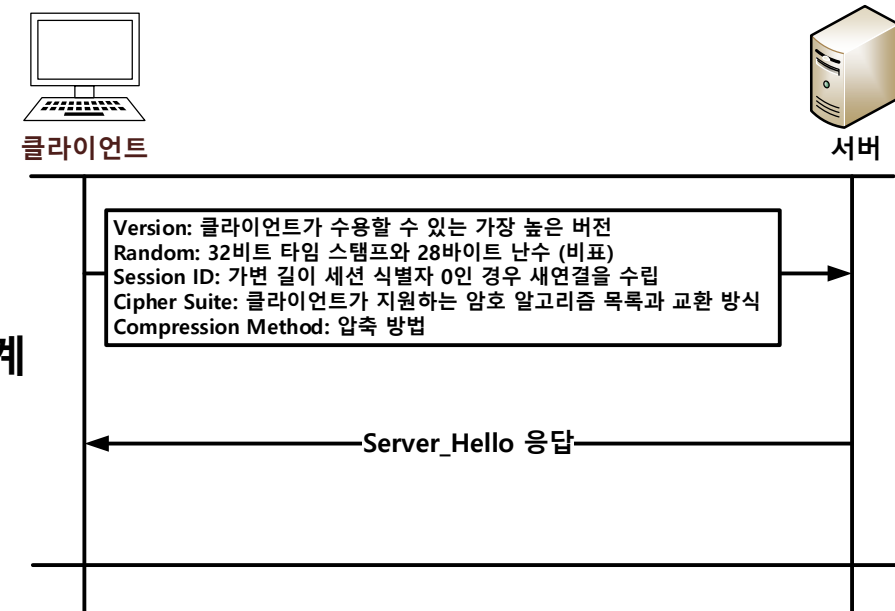 클라이언트
서버
Version: 클라이언트가 수용할 수 있는 가장 높은 버전
Random: 32비트 타임 스탬프와 28바이트 난수 (비표)
Session ID: 가변 길이 세션 식별자 0인 경우 새연결을 수립
Cipher Suite: 클라이언트가 지원하는 암호 알고리즘 목록과 교환 방식
Compression Method: 압축 방법
계
Server_Hello 응답